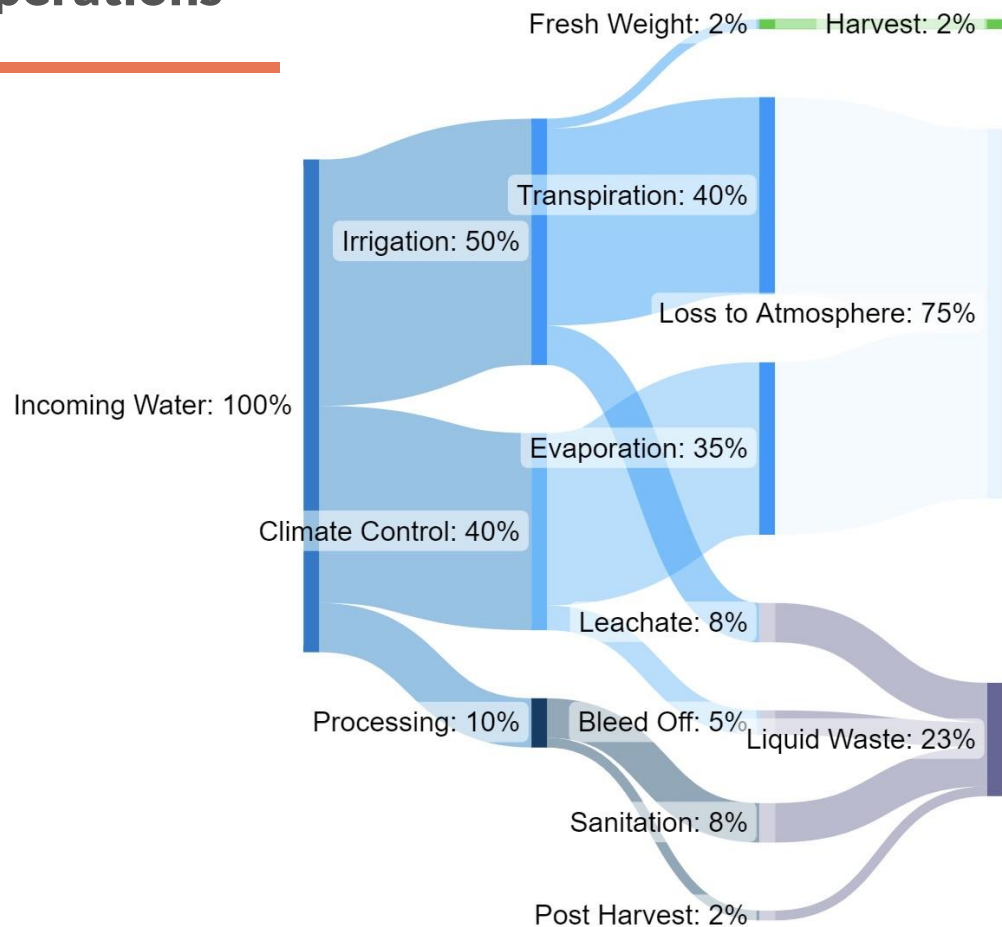 Fresh Weight: 2%
Harvest: 2%
Transpiration: 40%
Irrigation: 50%
Loss to Atmosphere: 75%
Incoming Water: 100%
Evaporation: 35%
Climate Control: 40%
Leachate: 8%
Processing: 10%
Bleed Off: 5%
Liquid Waste: 23%
Sanitation: 8%
Post Harvest: 2%